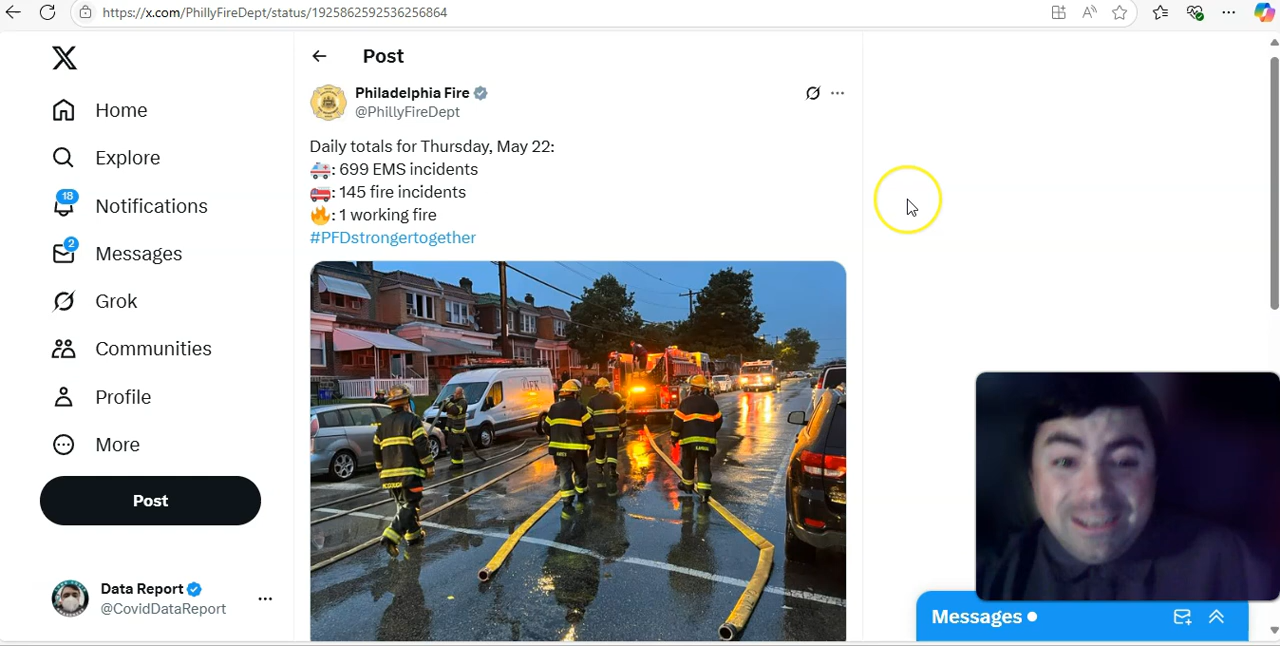 https://x.com/PhillyFireDept/status/1925862592536256864
Post
Home
Explore
18
Notifications
2
Messages
Grok
Communities
Profile
More
Post
Data Report
@CovidDataReport
Philadelphia Fire
@PhillyFireDept
Daily totals for Thursday, May 22:
🚑: 699 EMS incidents
🚒: 145 fire incidents
🔥: 1 working fire
#PFDstrongertogether
Messages